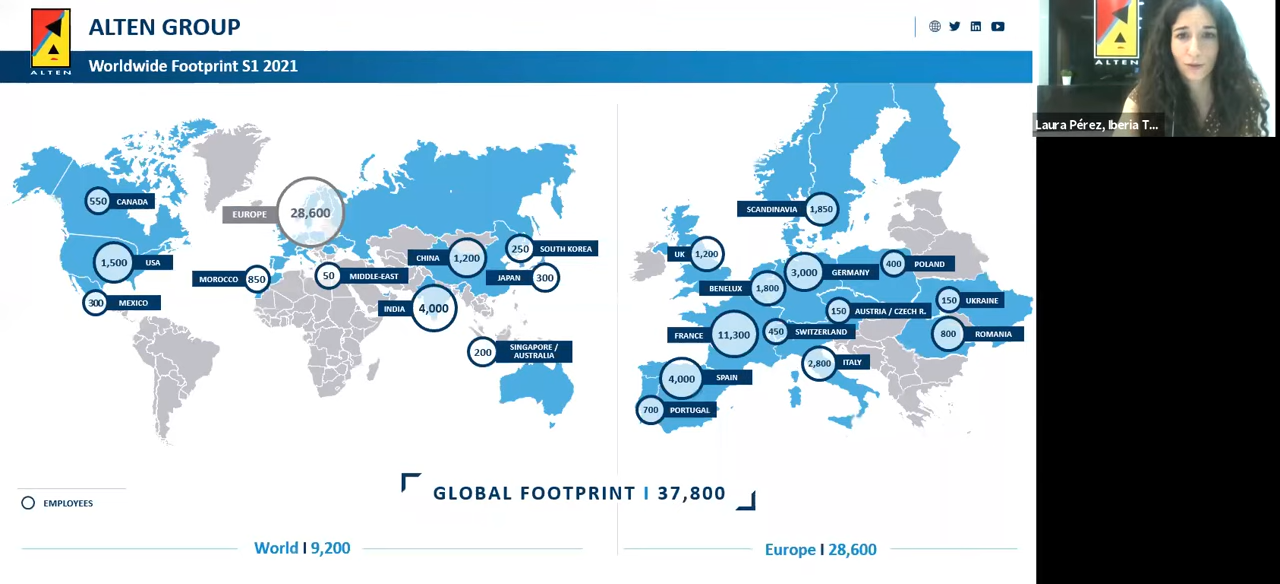 ALTEN GROUP
ALTEN
Worldwide Footprint S1 2021
550 CANADA
EUROPE 28,600
1,500 USA
300 MEXICO
MOROCCO 850
50 MIDDLE-EAST
CHINA 1,200
250 SOUTH KOREA
JAPAN 300
INDIA 4,000
200 SINGAPORE /
AUSTRALIA
SCANDINAVIA 1,850
UK 1,200
3,000 GERMANY
400 POLAND
BENELUX 1,800
150 AUSTRIA / CZECH R.
150 UKRAINE
FRANCE 11,300
450 SWITZERLAND
800 ROMANIA
2,800 ITALY
4,000 SPAIN
700 PORTUGAL
GLOBAL FOOTPRINT I 37,800
EMPLOYEES
World I 9,200
Europe I 28,600
ALTEN
Laura Pérez, Iberia T...